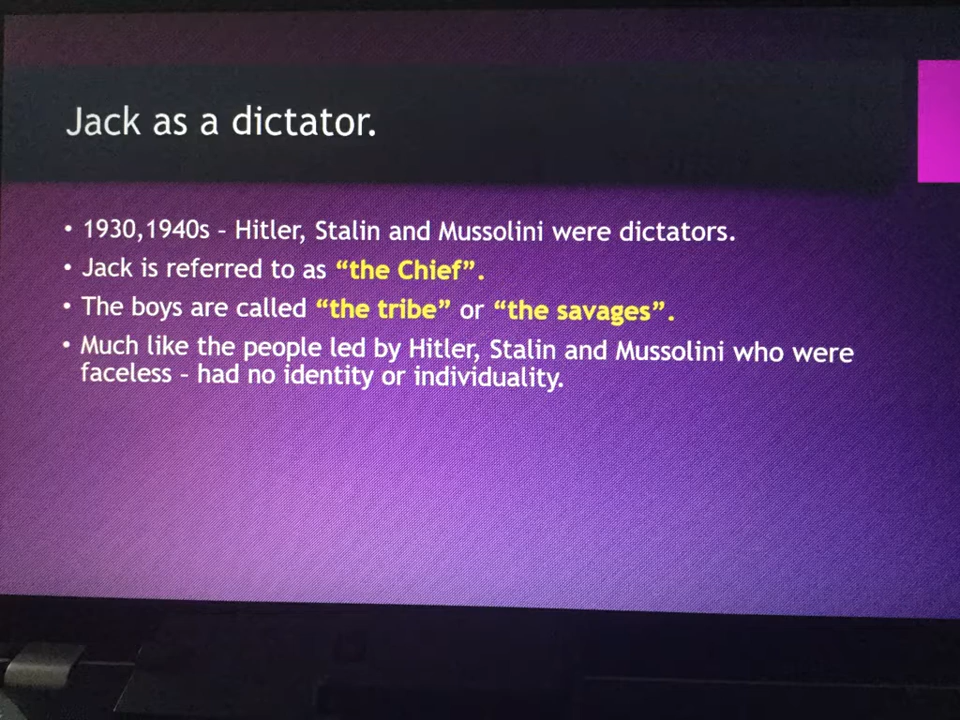 Jack as a dictator.
• 1930,1940s – Hitler, Stalin and Mussolini were dictators.
• Jack is referred to as “the Chief”.
• The boys are called “the tribe” or “the savages”.
• Much like the people led by Hitler, Stalin and Mussolini who were
faceless – had no identity or individuality.